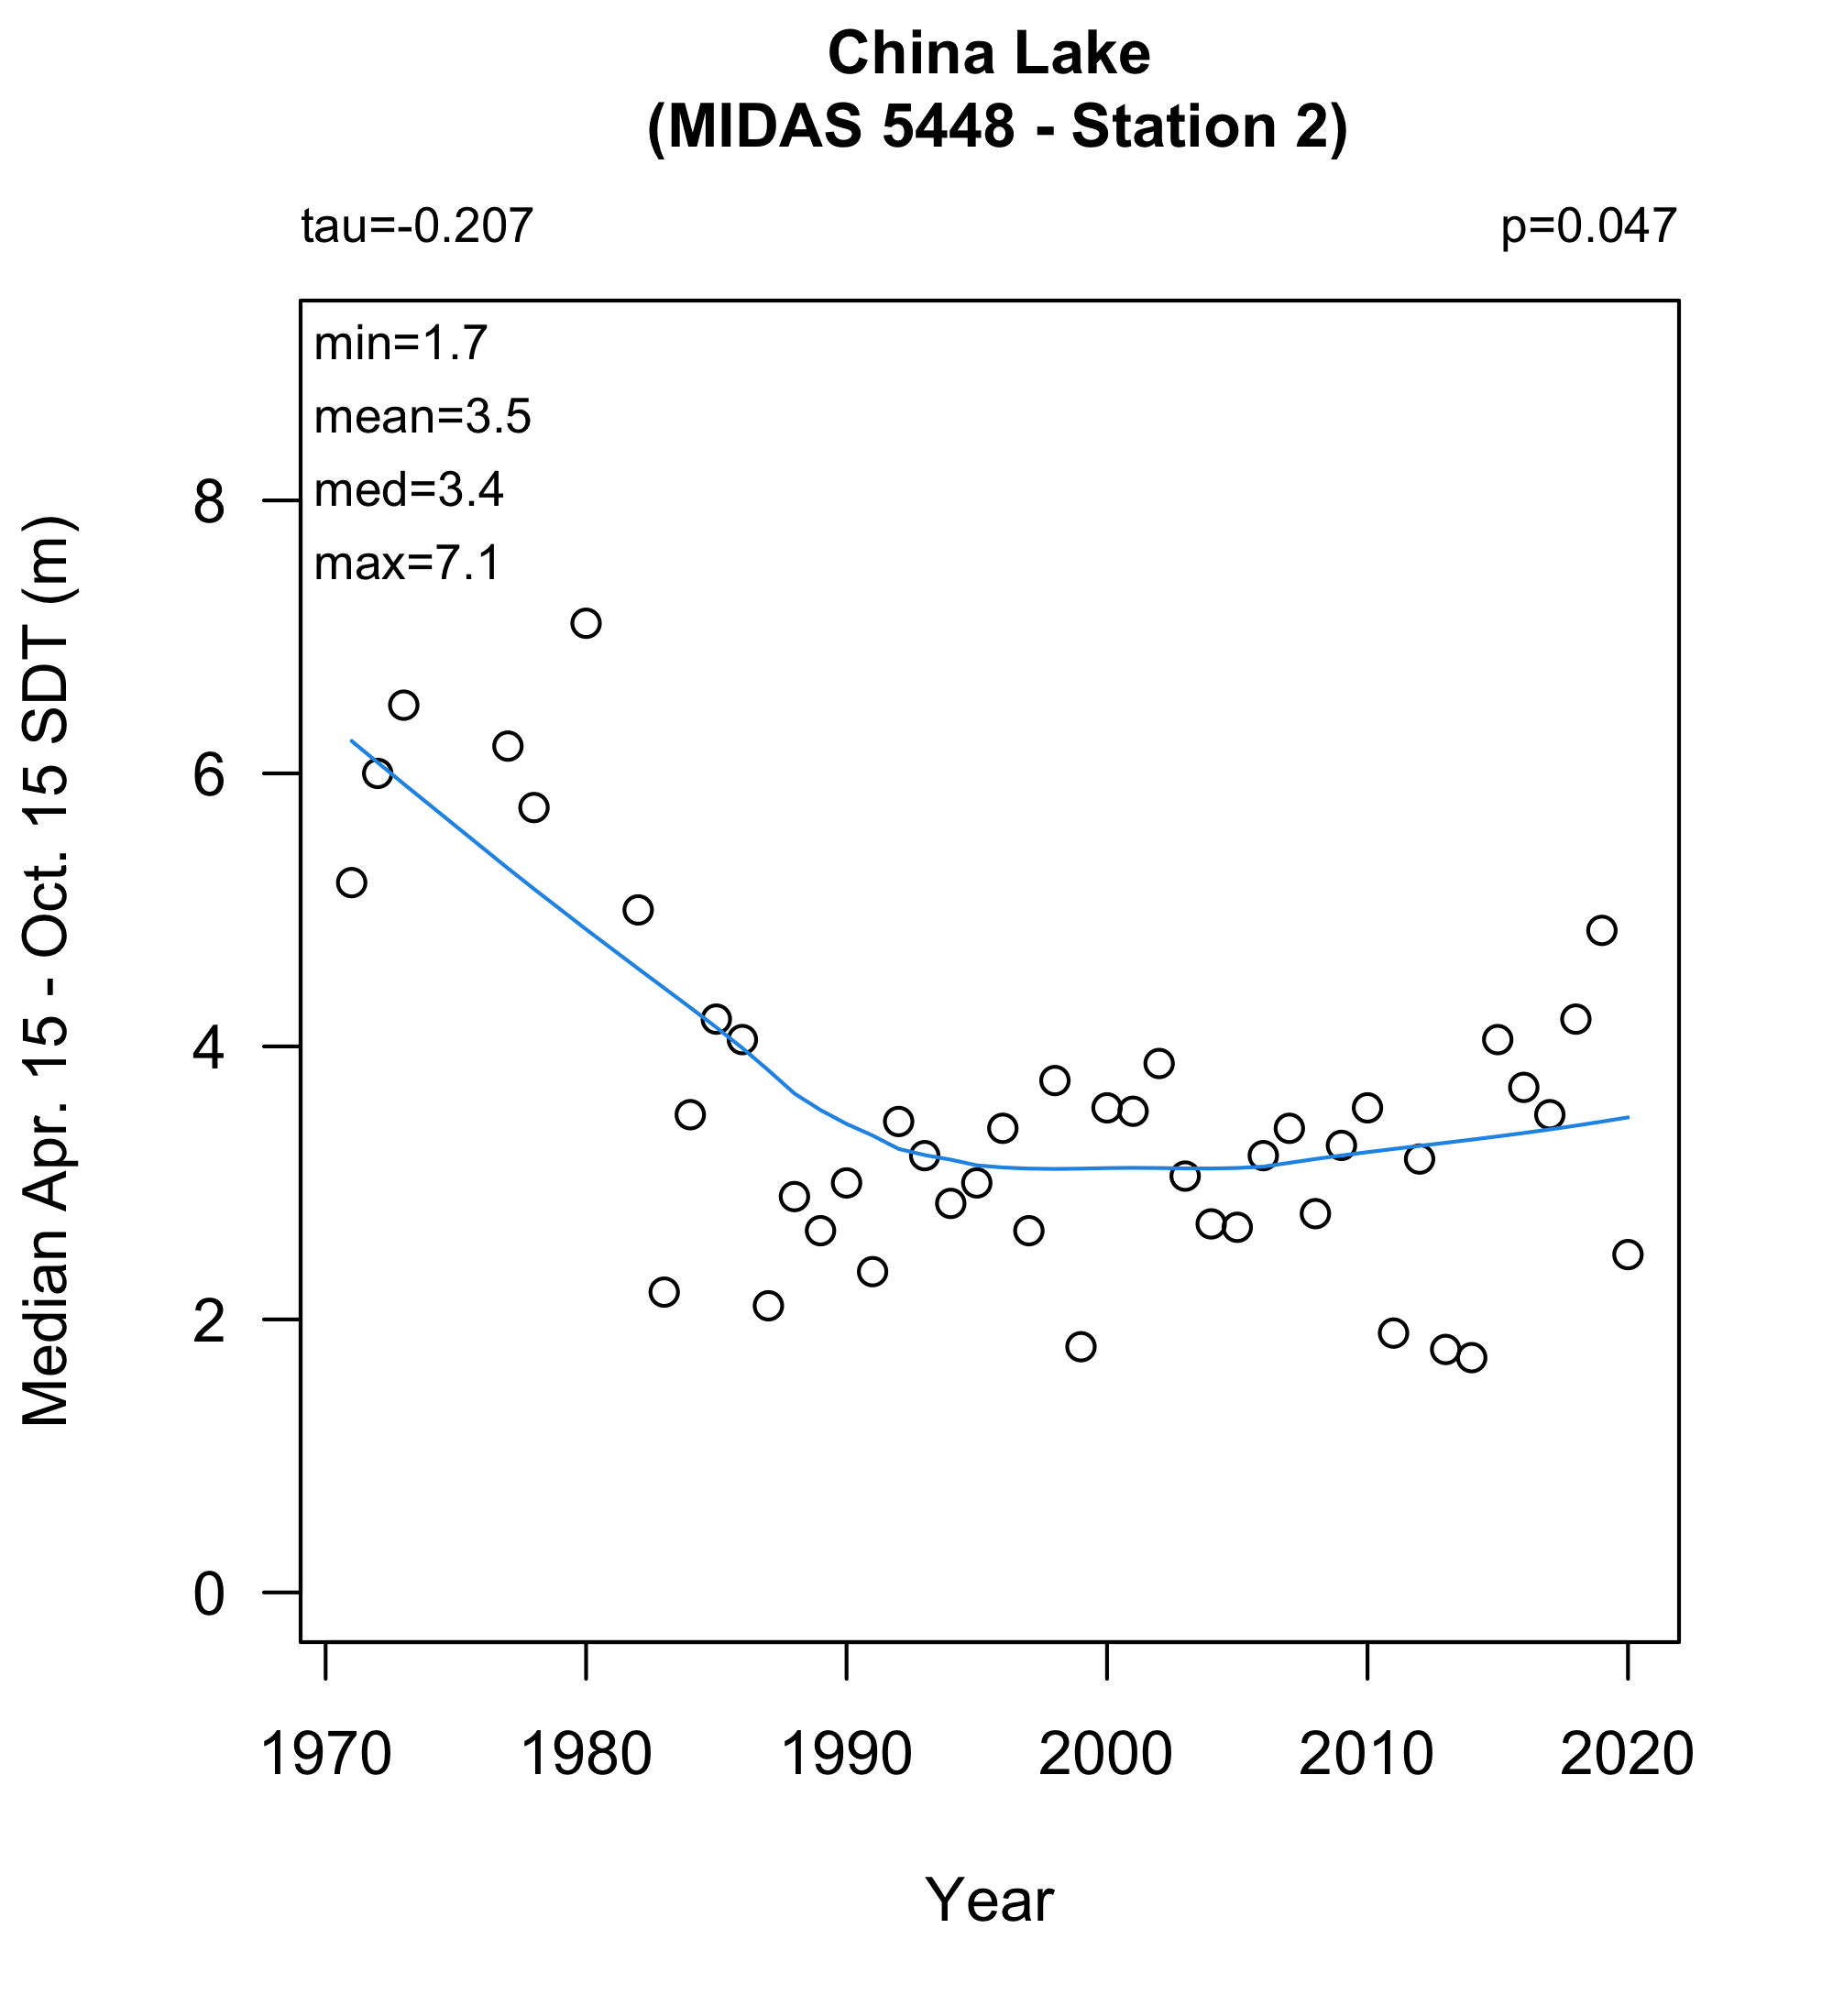 China Lake
(MIDAS 5448 - Station 2)
tau=-0.207
p=0.047
min=1.7
mean=3.5
med=3.4
max=7.1
Median Apr. 15 - Oct. 15 SDT (m)
8
6
4
2
0
1970 1980 1990 2000 2010 2020
Year